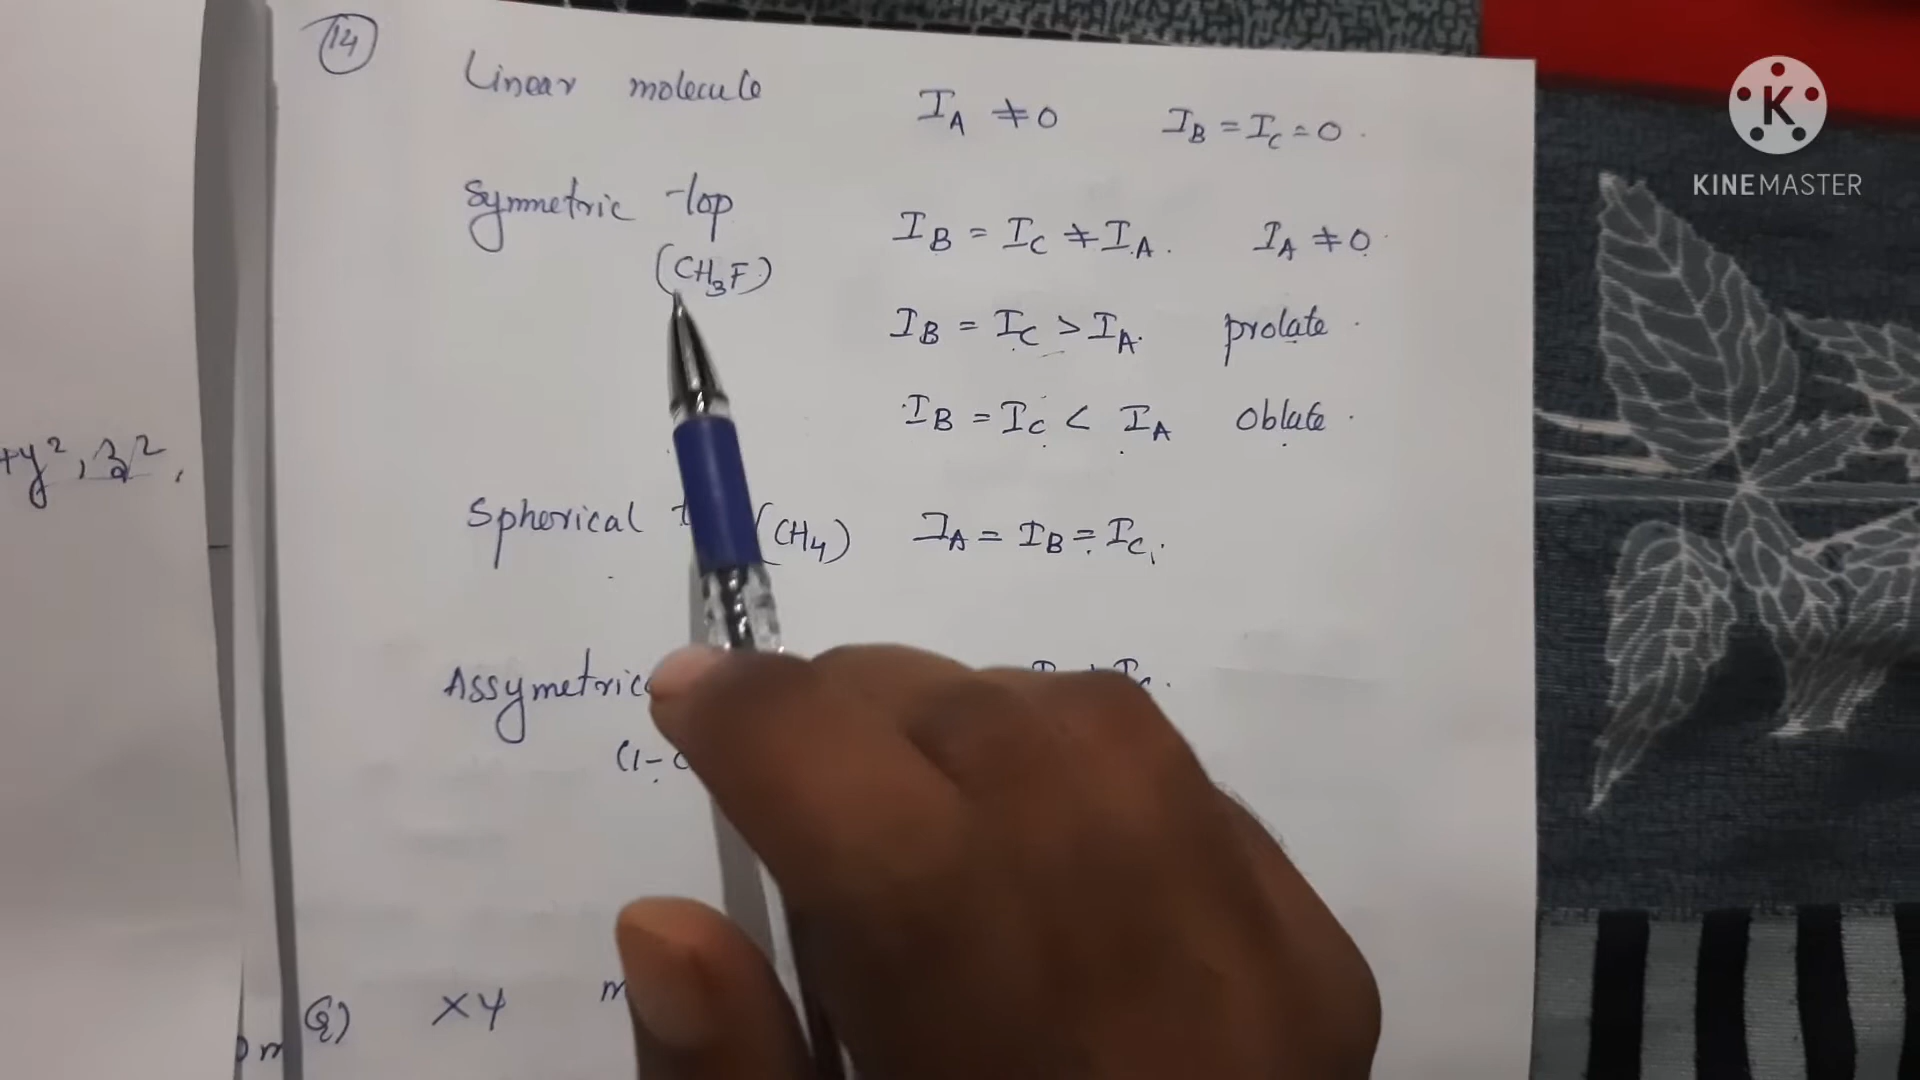 14
Linear molecule I_A ≠ 0 I_B = I_C = 0.
Symmetric top I_B = I_C ≠ I_A. I_A ≠ 0
(CH₃F)
I_B = I_C > I_A. prolate.
I_B = I_C < I_A oblate.
+y², z²,
Spherical (CH₄) I_A = I_B = I_C.
Q) XY
K
KINEMASTER